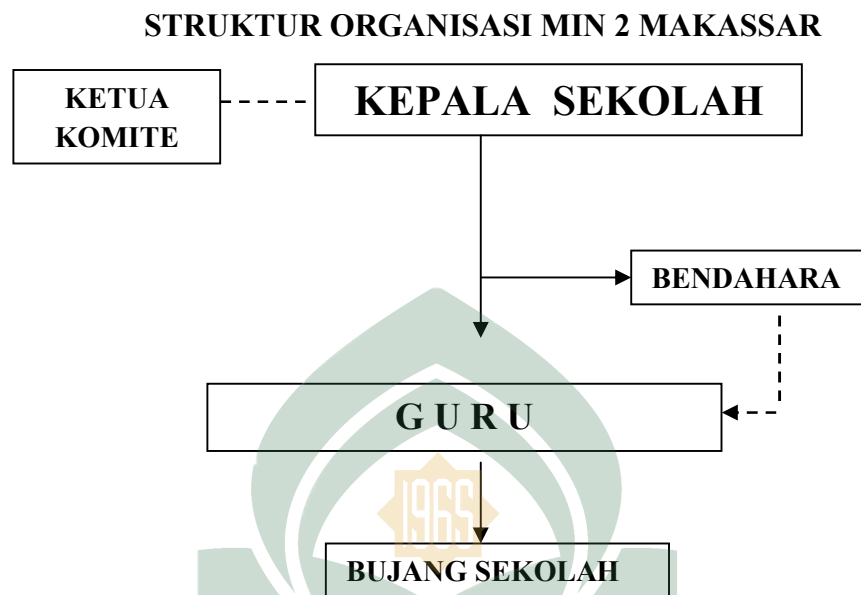 STRUKTUR ORGANISASI MIN 2 MAKASSAR
KETUA
KOMITE
KEPALA SEKOLAH
BENDAHARA
G U R U
1965
BUJANG SEKOLAH